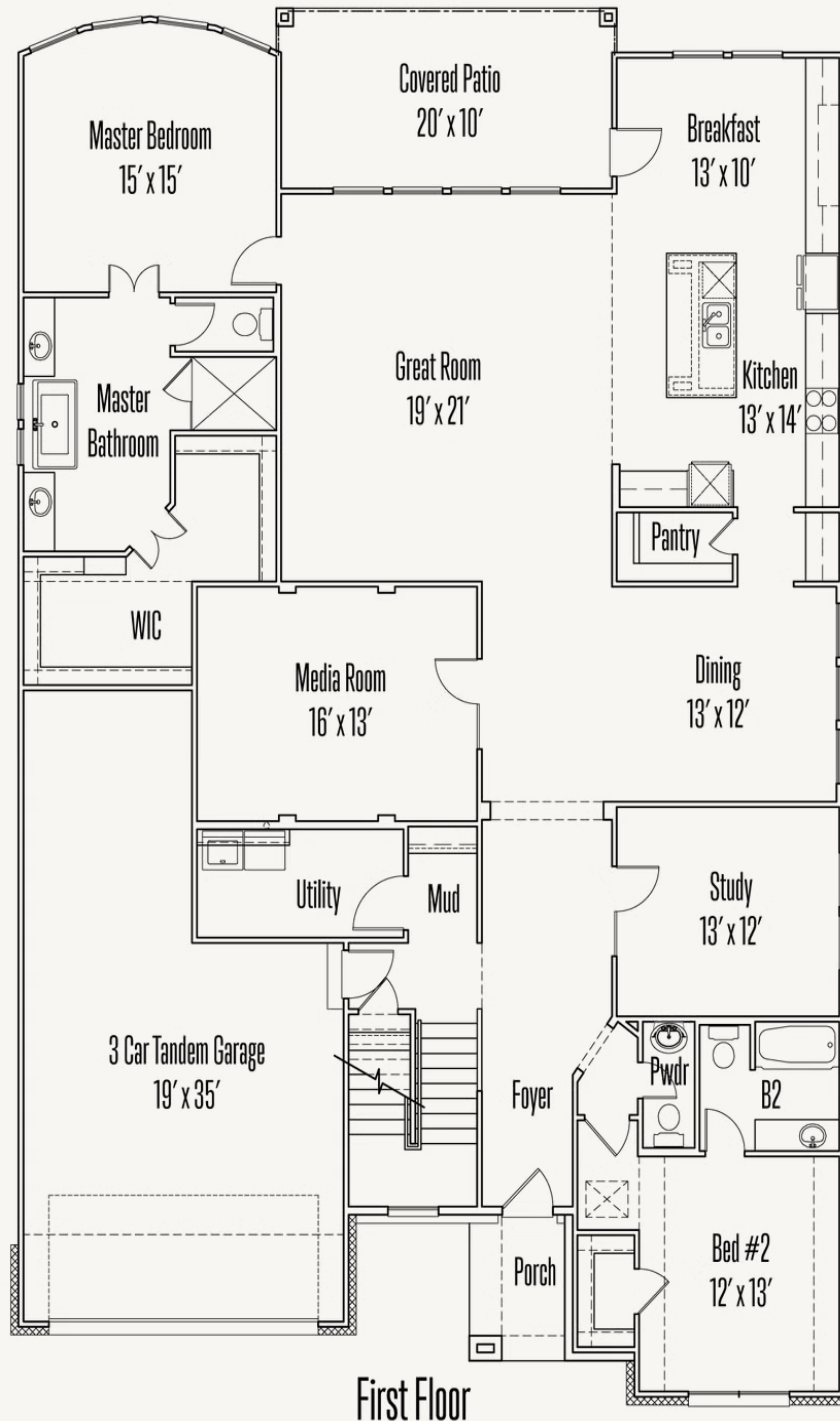 Covered Patio
20' x 10'
Master Bedroom
15' x 15'
Breakfast
13' x 10'
Great Room
19' x 21'
Kitchen
13' x 14'
Master
Bathroom
Pantry
WIC
Media Room
16' x 13'
Dining
13' x 12'
Utility
Mud
Study
13' x 12'
3 Car Tandem Garage
19' x 35'
Foyer
Pwdr
B2
Bed #2
12' x 13'
Porch
First Floor